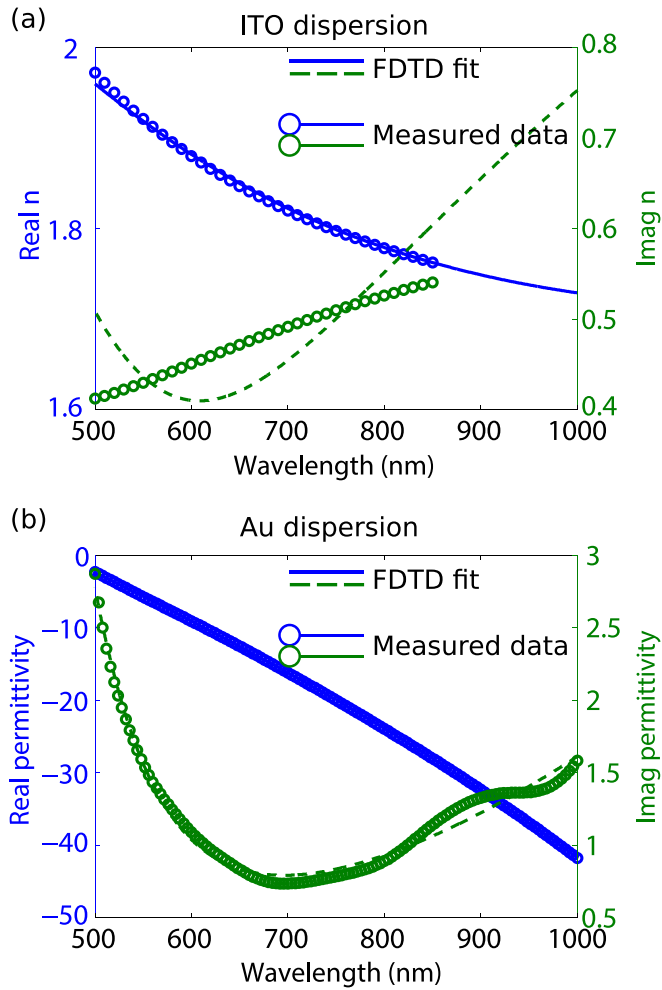 (a)
ITO dispersion
2
0.8
FDTD fit
Measured data
0.7
Real n
1.8
0.6
Imag n
0.5
1.6
0.4
500
600
700
800
900
1000
Wavelength (nm)
(b)
Au dispersion
0
3
FDTD fit
Measured data
−10
2.5
Real permittivity
−20
2
Imag permittivity
−30
1.5
−40
1
−50
0.5
500
600
700
800
900
1000
Wavelength (nm)